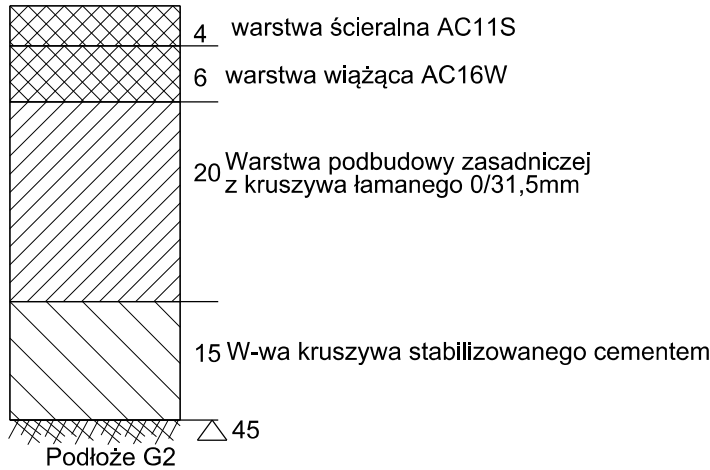 4 warstwa ścieralna AC11S
6 warstwa wiążąca AC16W
20 Warstwa podbudowy zasadniczej
z kruszywa łamanego 0/31,5mm
15 W-wa kruszywa stabilizowanego cementem
45
Podłoże G2